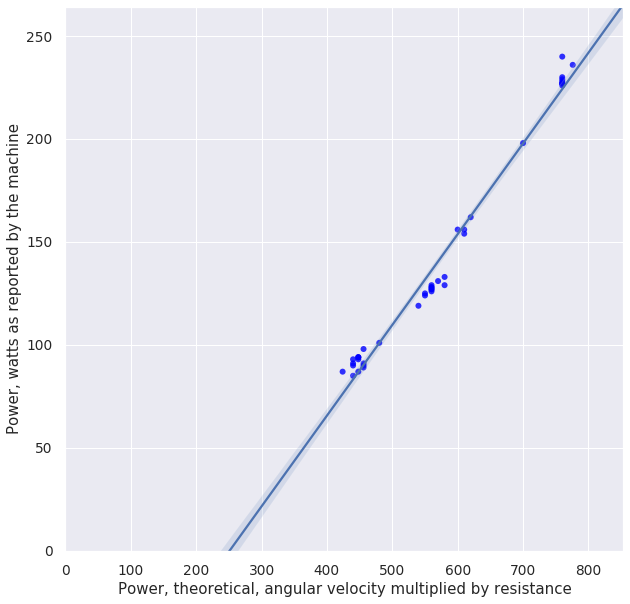 250
200
150
100
50
0
Power, watts as reported by the machine
0 100 200 300 400 500 600 700 800
Power, theoretical, angular velocity multiplied by resistance